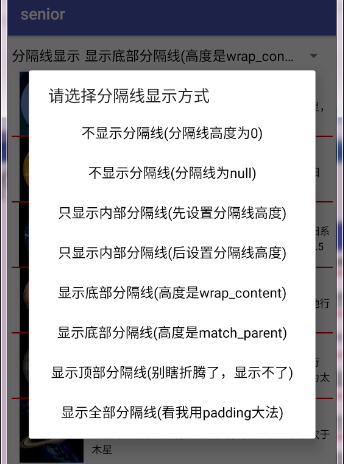 senior
分隔线显示 显示底部分隔线(高度是wrap_con...
请选择分隔线显示方式
不显示分隔线(分隔线高度为0)
不显示分隔线(分隔线为null)
只显示内部分隔线(先设置分隔线高度)
只显示内部分隔线(后设置分隔线高度)
显示底部分隔线(高度是wrap_content)
显示底部分隔线(高度是match_parent)
显示顶部分隔线(别瞎折腾了，显示不了)
显示全部分隔线(看我用padding大法)
木星